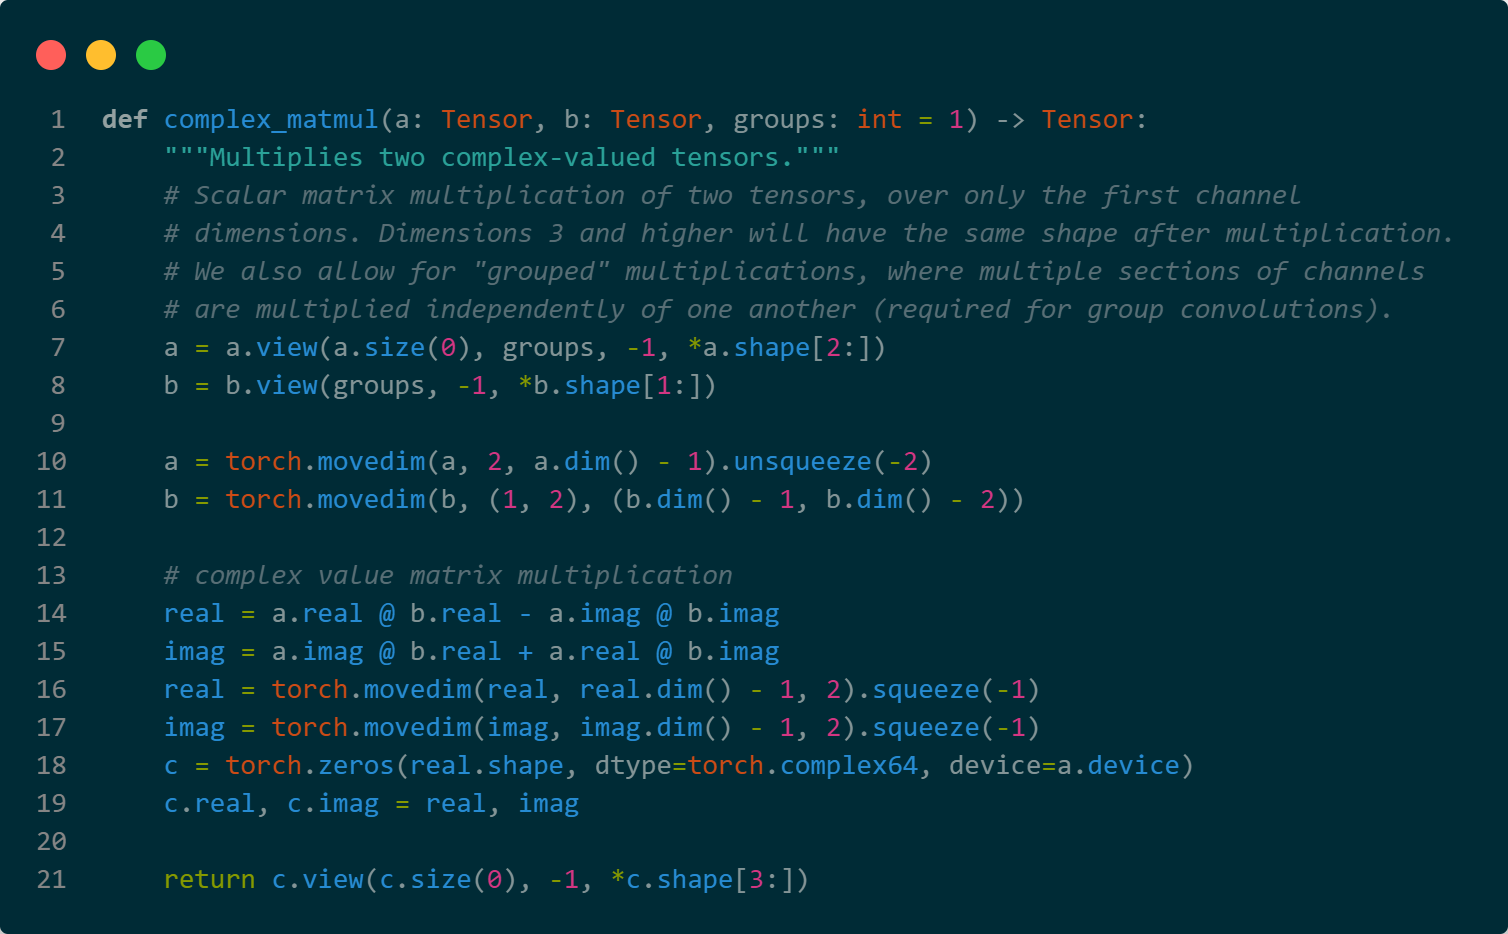 1 def complex_matmul(a: Tensor, b: Tensor, groups: int = 1) -> Tensor:
2     """Multiplies two complex-valued tensors."""
3     # Scalar matrix multiplication of two tensors, over only the first channel
4     # dimensions. Dimensions 3 and higher will have the same shape after multiplication.
5     # We also allow for "grouped" multiplications, where multiple sections of channels
6     # are multiplied independently of one another (required for group convolutions).
7     a = a.view(a.size(0), groups, -1, *a.shape[2:])
8     b = b.view(groups, -1, *b.shape[1:])
9
10     a = torch.movedim(a, 2, a.dim() - 1).unsqueeze(-2)
11     b = torch.movedim(b, (1, 2), (b.dim() - 1, b.dim() - 2))
12
13     # complex value matrix multiplication
14     real = a.real @ b.real - a.imag @ b.imag
15     imag = a.imag @ b.real + a.real @ b.imag
16     real = torch.movedim(real, real.dim() - 1, 2).squeeze(-1)
17     imag = torch.movedim(imag, imag.dim() - 1, 2).squeeze(-1)
18     c = torch.zeros(real.shape, dtype=torch.complex64, device=a.device)
19     c.real, c.imag = real, imag
20
21     return c.view(c.size(0), -1, *c.shape[3:])